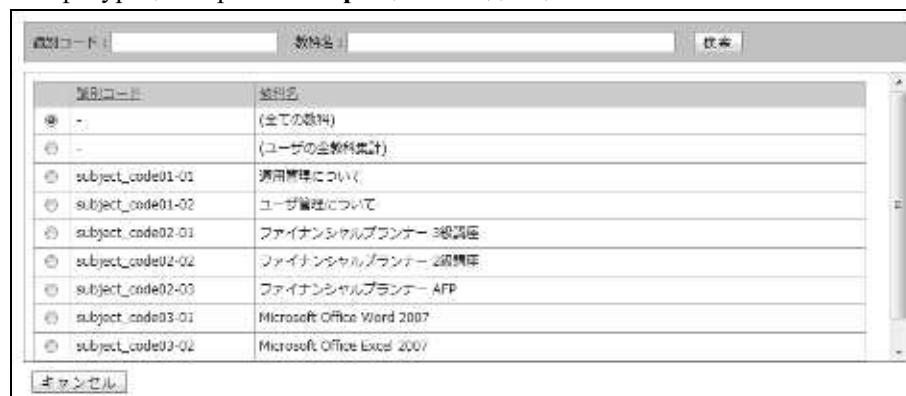 識別コード： 教科名： 検索
識別コード 教科名
- (全ての教科)
- (ユーザの全教科集計)
subject_code01-01 運用管理について
subject_code01-02 ユーザ管理について
subject_code02-01 ファイナンシャルプランナー 3級講座
subject_code02-02 ファイナンシャルプランナー 2級講座
subject_code02-03 ファイナンシャルプランナー AFP
subject_code03-01 Microsoft Office Word 2007
subject_code03-02 Microsoft Office Excel 2007
キャンセル